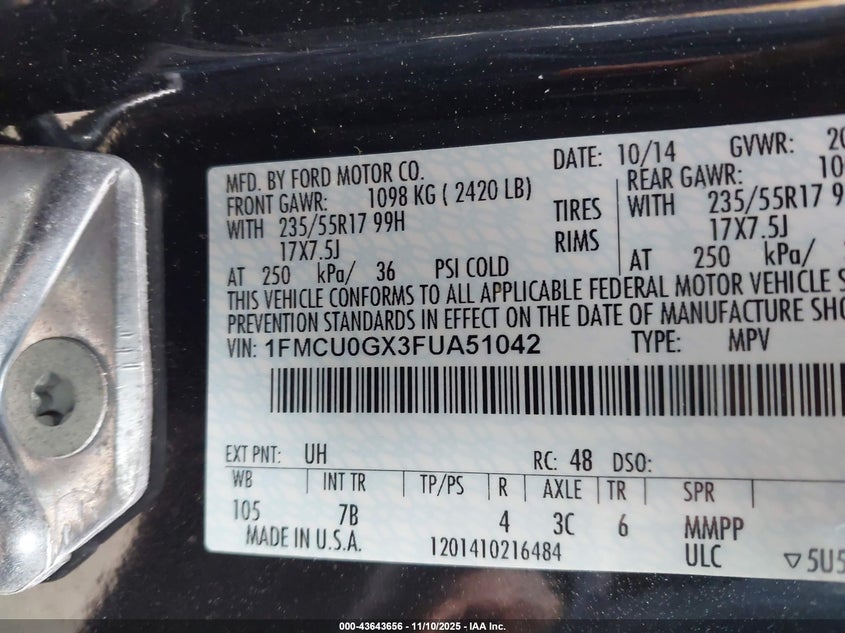 MFD. BY FORD MOTOR CO. DATE: 10/14 GVWR:
FRONT GAWR: 1098 KG ( 2420 LB) REAR GAWR:
WITH 235/55R17 99H TIRES WITH 235/55R17
17X7.5J RIMS 17X7.5J
AT 250 kPa/ 36 PSI COLD AT 250 kPa/
THIS VEHICLE CONFORMS TO ALL APPLICABLE FEDERAL MOTOR VEHICLE
PREVENTION STANDARDS IN EFFECT ON THE DATE OF MANUFACTURE
VIN: 1FMCU0GX3FUA51042 TYPE: MPV
EXT PNT: UH RC: 48 DSO:
WB INT TR TP/PS R AXLE TR SPR
105 7B 4 3C 6 MMPP
MADE IN U.S.A. 1201410216484 ULC ▽5U5
000-43643656 - 11/10/2025 - IAA Inc.